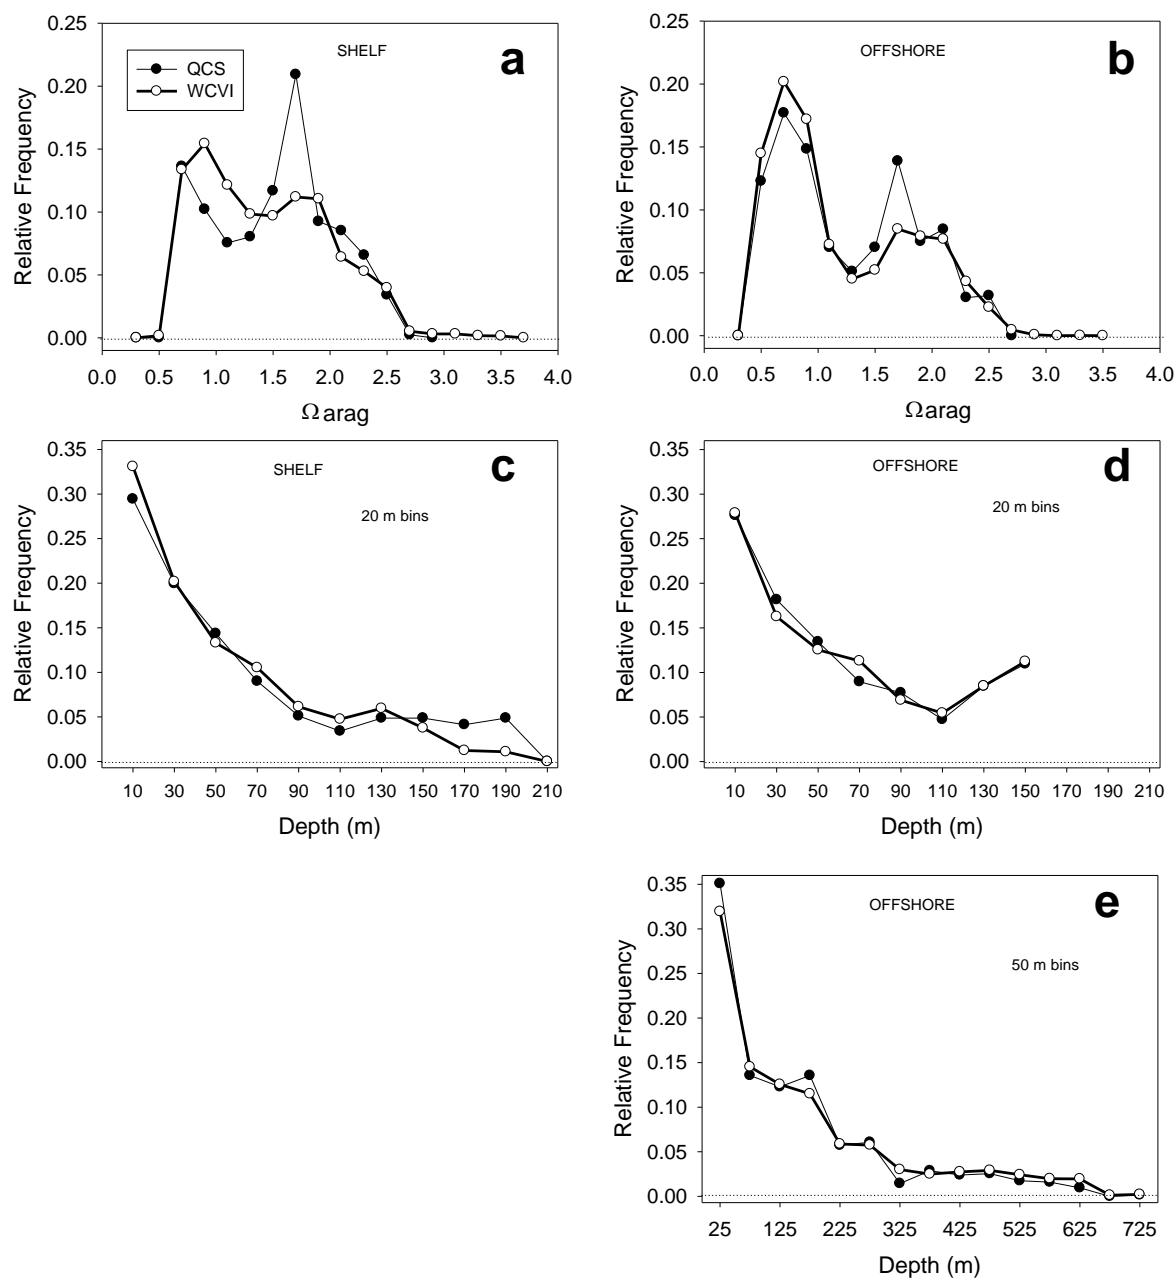 SHELF
a
QCS
WCVI
Relative Frequency
0.25
0.20
0.15
0.10
0.05
0.00
0.0 0.5 1.0 1.5 2.0 2.5 3.0 3.5 4.0
Ω arag
OFFSHORE
b
Relative Frequency
0.25
0.20
0.15
0.10
0.05
0.00
0.0 0.5 1.0 1.5 2.0 2.5 3.0 3.5 4.0
Ω arag
SHELF
c
20 m bins
Relative Frequency
0.35
0.30
0.25
0.20
0.15
0.10
0.05
0.00
10 30 50 70 90 110 130 150 170 190 210
Depth (m)
OFFSHORE
d
20 m bins
Relative Frequency
0.35
0.30
0.25
0.20
0.15
0.10
0.05
0.00
10 30 50 70 90 110 130 150 170 190 210
Depth (m)
OFFSHORE
e
50 m bins
Relative Frequency
0.35
0.30
0.25
0.20
0.15
0.10
0.05
0.00
25 125 225 325 425 525 625 725
Depth (m)